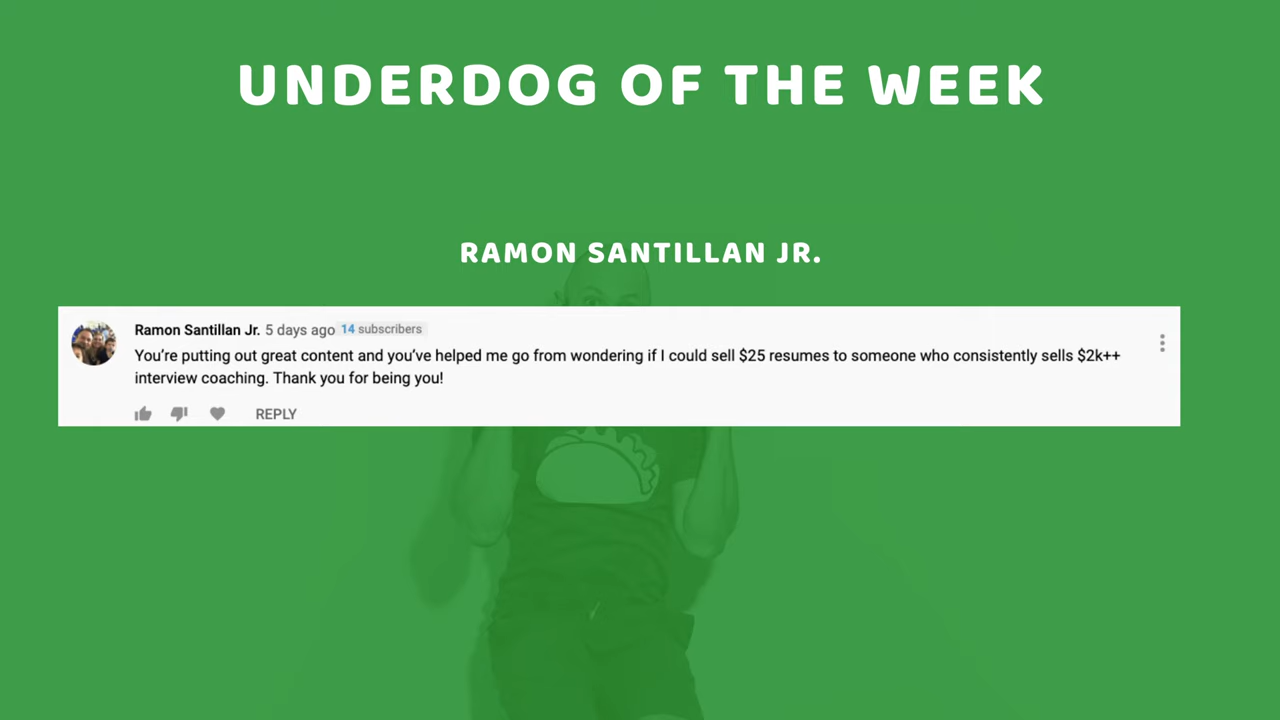 UNDERDOG OF THE WEEK
RAMON SANTILLAN JR.
Ramon Santillan Jr. 5 days ago 14 subscribers
You're putting out great content and you've helped me go from wondering if I could sell $25 resumes to someone who consistently sells $2k++
interview coaching. Thank you for being you!
REPLY